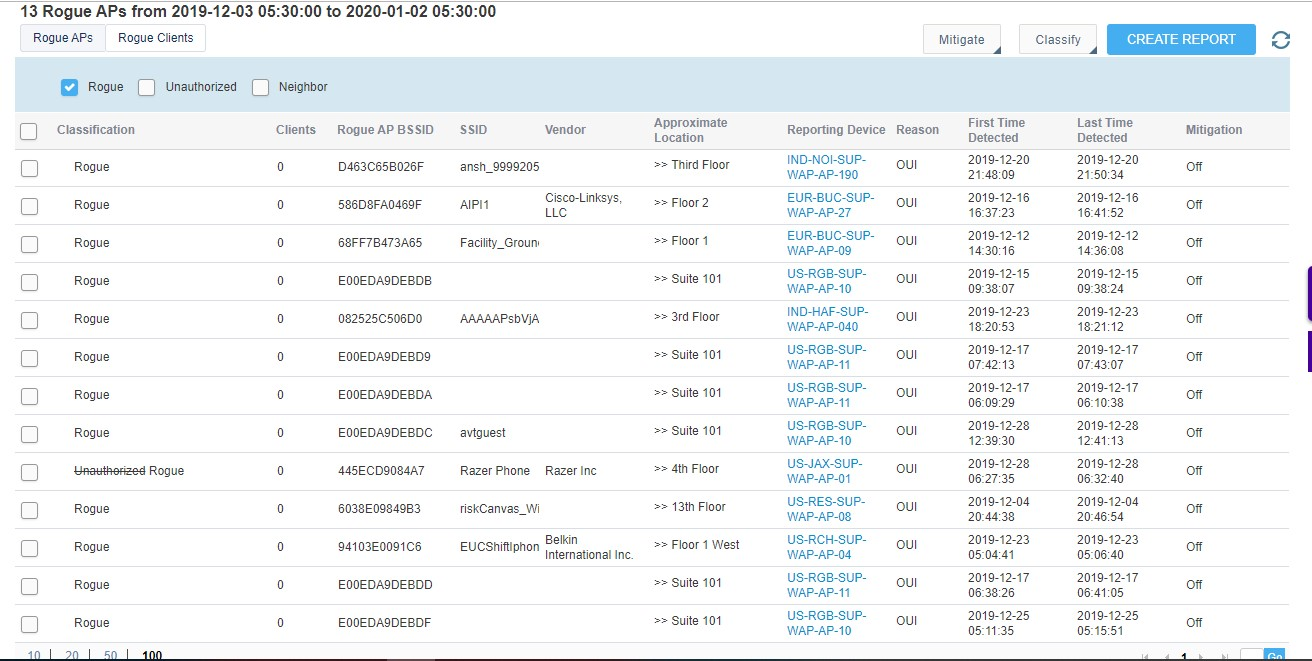 13 Rogue APs from 2019-12-03 05:30:00 to 2020-01-02 05:30:00
Rogue APs Rogue Clients Mitigate Classify CREATE REPORT
Rogue Unauthorized Neighbor
Classification Clients Rogue AP BSSID SSID Vendor Approximate Location Reporting Device Reason First Time Detected Last Time Detected Mitigation
Rogue 0 D463C65B026F ansh_9999205 >> Third Floor IND-NOI-SUP-WAP-AP-190 OUI 2019-12-20 21:48:09 2019-12-20 21:50:34 Off
Rogue 0 586D8FA0469F AIPI1 Cisco-Linksys, LLC >> Floor 2 EUR-BUC-SUP-WAP-AP-27 OUI 2019-12-16 16:37:23 2019-12-16 16:41:52 Off
Rogue 0 68FF7B473A65 Facility_Groun >> Floor 1 EUR-BUC-SUP-WAP-AP-09 OUI 2019-12-12 14:30:16 2019-12-12 14:36:08 Off
Rogue 0 E00EDA9DEBDB >> Suite 101 US-RGB-SUP-WAP-AP-10 OUI 2019-12-15 09:38:07 2019-12-15 09:38:24 Off
Rogue 0 082525C506D0 AAAAAPsbVjA >> 3rd Floor IND-HAF-SUP-WAP-AP-040 OUI 2019-12-23 18:20:53 2019-12-23 18:21:12 Off
Rogue 0 E00EDA9DEBD9 >> Suite 101 US-RGB-SUP-WAP-AP-11 OUI 2019-12-17 07:42:13 2019-12-17 07:43:07 Off
Rogue 0 E00EDA9DEBDA >> Suite 101 US-RGB-SUP-WAP-AP-11 OUI 2019-12-17 06:09:29 2019-12-17 06:10:38 Off
Rogue 0 E00EDA9DEBDC avtguest >> Suite 101 US-RGB-SUP-WAP-AP-10 OUI 2019-12-28 12:39:30 2019-12-28 12:41:13 Off
Unauthorized Rogue 0 445ECD9084A7 Razer Phone Razer Inc >> 4th Floor US-JAX-SUP-WAP-AP-01 OUI 2019-12-28 06:27:35 2019-12-28 06:32:40 Off
Rogue 0 6038E09849B3 riskCanvas_Wi >> 13th Floor US-RES-SUP-WAP-AP-08 OUI 2019-12-04 20:44:38 2019-12-04 20:46:54 Off
Rogue 0 94103E0091C6 EUCShiftIphon Belkin International Inc. >> Floor 1 West US-RCH-SUP-WAP-AP-04 OUI 2019-12-23 05:04:41 2019-12-23 05:06:40 Off
Rogue 0 E00EDA9DEBDD >> Suite 101 US-RGB-SUP-WAP-AP-11 OUI 2019-12-17 06:38:26 2019-12-17 06:41:05 Off
Rogue 0 E00EDA9DEBDF >> Suite 101 US-RGB-SUP-WAP-AP-10 OUI 2019-12-25 05:11:35 2019-12-25 05:15:51 Off
10 | 20 | 50 | 100 1 Go